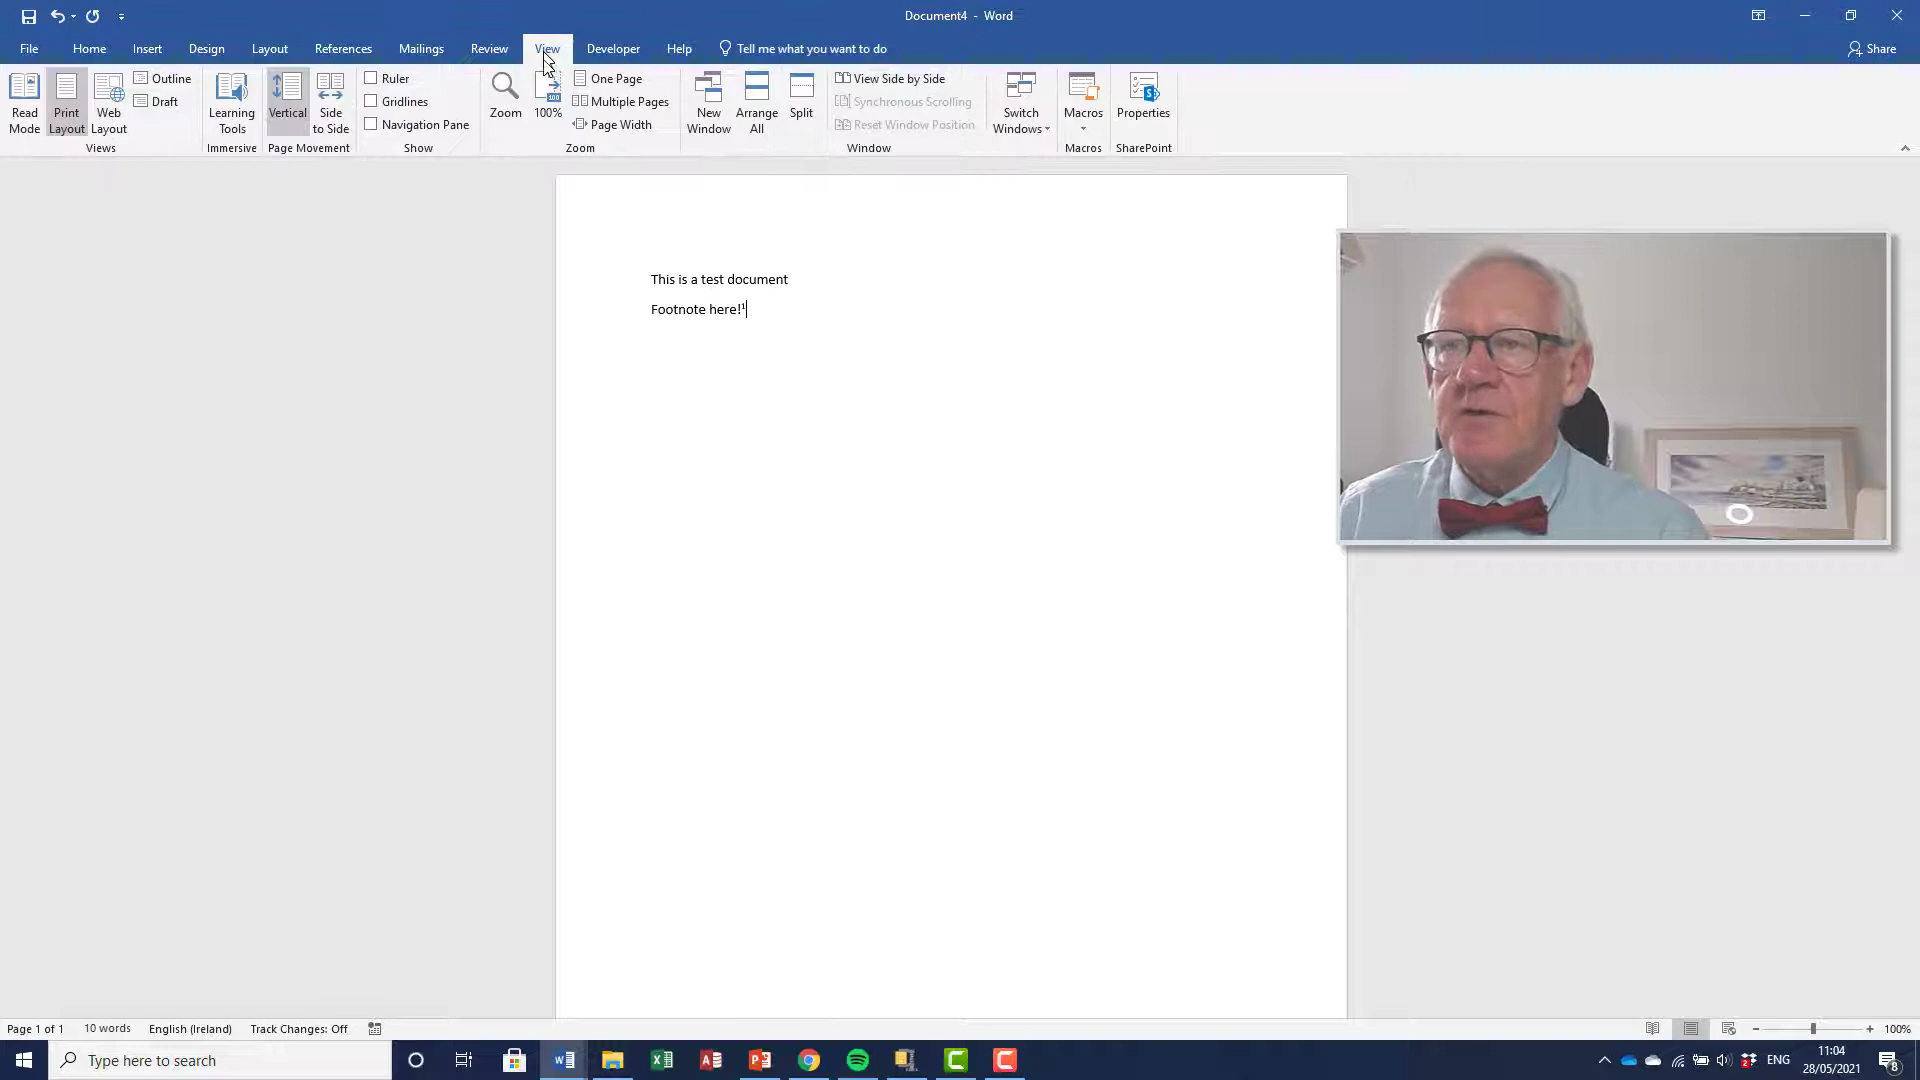 Document4 - Word
File Home Insert Design Layout References Mailings Review View Developer Help Tell me what you want to do Share
Read Mode
Print Layout
Web Layout
Outline
Draft
Views
Learning Tools
Immersive
Vertical
Side to Side
Page Movement
Ruler
Gridlines
Navigation Pane
Show
Zoom
100%
One Page
Multiple Pages
Page Width
Zoom
New Window
Arrange All
Split
View Side by Side
Synchronous Scrolling
Reset Window Position
Window
Switch Windows
Macros
Macros
Properties
SharePoint
This is a test document
Footnote here!1
Page 1 of 1 10 words English (Ireland) Track Changes: Off 100%
Type here to search
ENG
11:04
28/05/2021
8